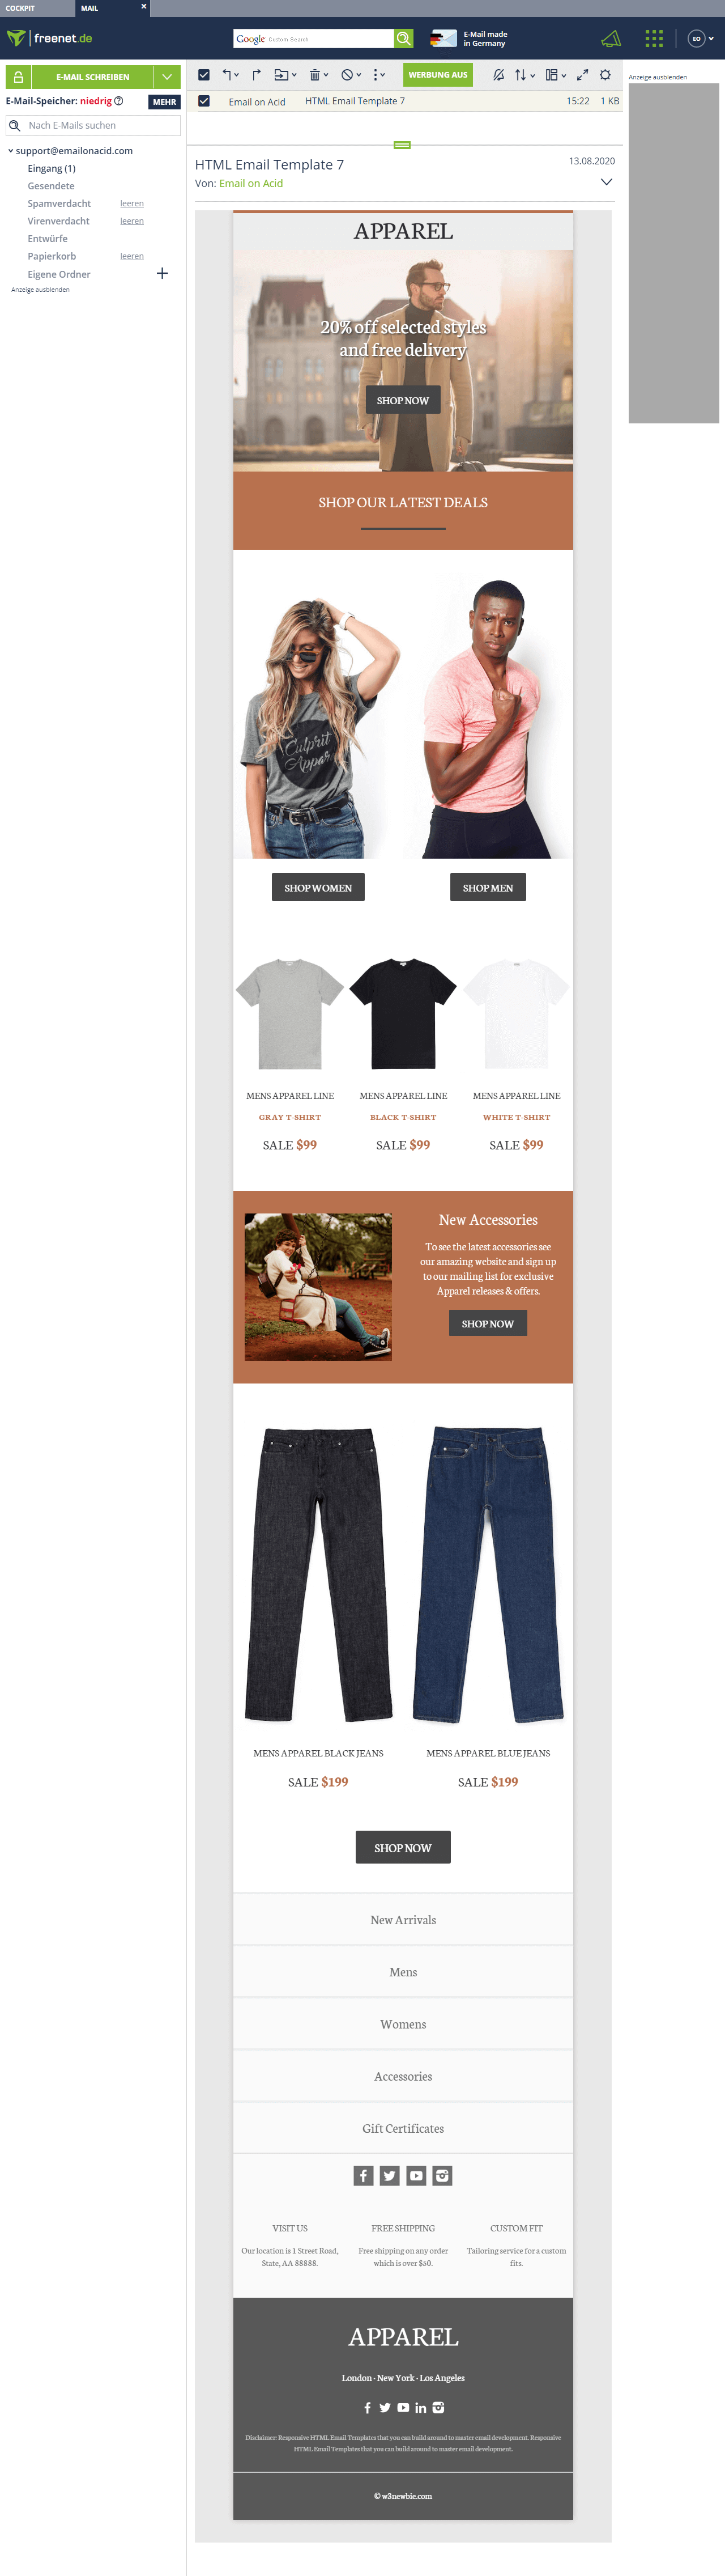 COCKPIT
MAIL
freenet.de
Google Custom Search
E-Mail made
in Germany
EO
E-MAIL SCHREIBEN
E-Mail-Speicher: niedrig
MEHR
Nach E-Mails suchen
support@emailonacid.com
Eingang (1)
Gesendete
Spamverdacht leeren
Virenverdacht leeren
Entwürfe
Papierkorb leeren
Eigene Ordner
Anzeige ausblenden
WERBUNG AUS
Email on Acid HTML Email Template 7 15:22 1 KB
Anzeige ausblenden
HTML Email Template 7 13.08.2020
Von: Email on Acid
APPAREL
20% off selected styles
and free delivery
SHOP NOW
SHOP OUR LATEST DEALS
Culprit
Appar
SHOP WOMEN
SHOP MEN
MENS APPAREL LINE
GRAY T-SHIRT
SALE $99
MENS APPAREL LINE
BLACK T-SHIRT
SALE $99
MENS APPAREL LINE
WHITE T-SHIRT
SALE $99
New Accessories
To see the latest accessories see
our amazing website and sign up
to our mailing list for exclusive
Apparel releases & offers.
SHOP NOW
MENS APPAREL BLACK JEANS
SALE $199
MENS APPAREL BLUE JEANS
SALE $199
SHOP NOW
New Arrivals
Mens
Womens
Accessories
Gift Certificates
VISIT US
Our location is 1 Street Road,
State, AA 88888.
FREE SHIPPING
Free shipping on any order
which is over $50.
CUSTOM FIT
Tailoring service for a custom
fits.
APPAREL
London · New York · Los Angeles
Disclaimer: Responsive HTML Email Templates that you can build around to master email development. Responsive
HTML Email Templates that you can build around to master email development.
© w3newbie.com